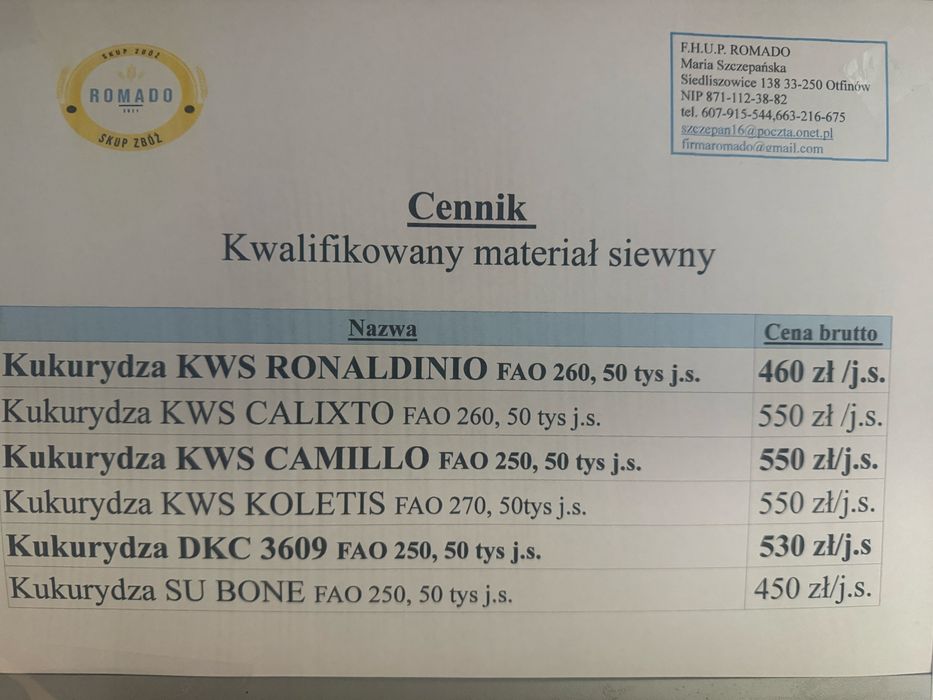 SKUP ZBÓŻ
ROMADO
2021
SKUP ZBÓŻ
F.H.U.P. ROMADO
Maria Szczepańska
Siedliszowice 138 33-250 Otfinów
NIP 871-112-38-82
tel. 607-915-544,663-216-675
szczepan16@poczta.onet.pl
firmaromado@gmail.com
Cennik
Kwalifikowany materiał siewny
Nazwa Cena brutto
Kukurydza KWS RONALDINIO FAO 260, 50 tys j.s. 460 zł /j.s.
Kukurydza KWS CALIXTO FAO 260, 50 tys j.s. 550 zł /j.s.
Kukurydza KWS CAMILLO FAO 250, 50 tys j.s. 550 zł/j.s.
Kukurydza KWS KOLETIS FAO 270, 50tys j.s. 550 zł/j.s.
Kukurydza DKC 3609 FAO 250, 50 tys j.s. 530 zł/j.s
Kukurydza SU BONE FAO 250, 50 tys j.s. 450 zł/j.s.